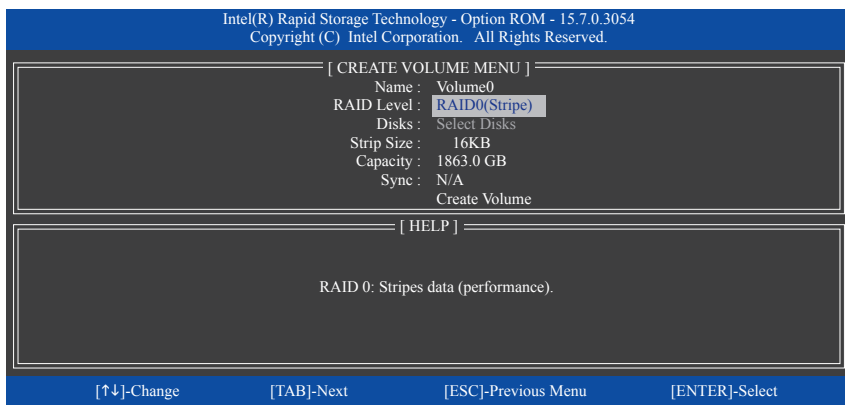 Intel(R) Rapid Storage Technology - Option ROM - 15.7.0.3054
Copyright (C) Intel Corporation. All Rights Reserved.
[ CREATE VOLUME MENU ]
Name : Volume0
RAID Level : RAID0(Stripe)
Disks : Select Disks
Strip Size : 16KB
Capacity : 1863.0 GB
Sync : N/A
Create Volume
[ HELP ]
RAID 0: Stripes data (performance).
[↑↓]-Change [TAB]-Next [ESC]-Previous Menu [ENTER]-Select